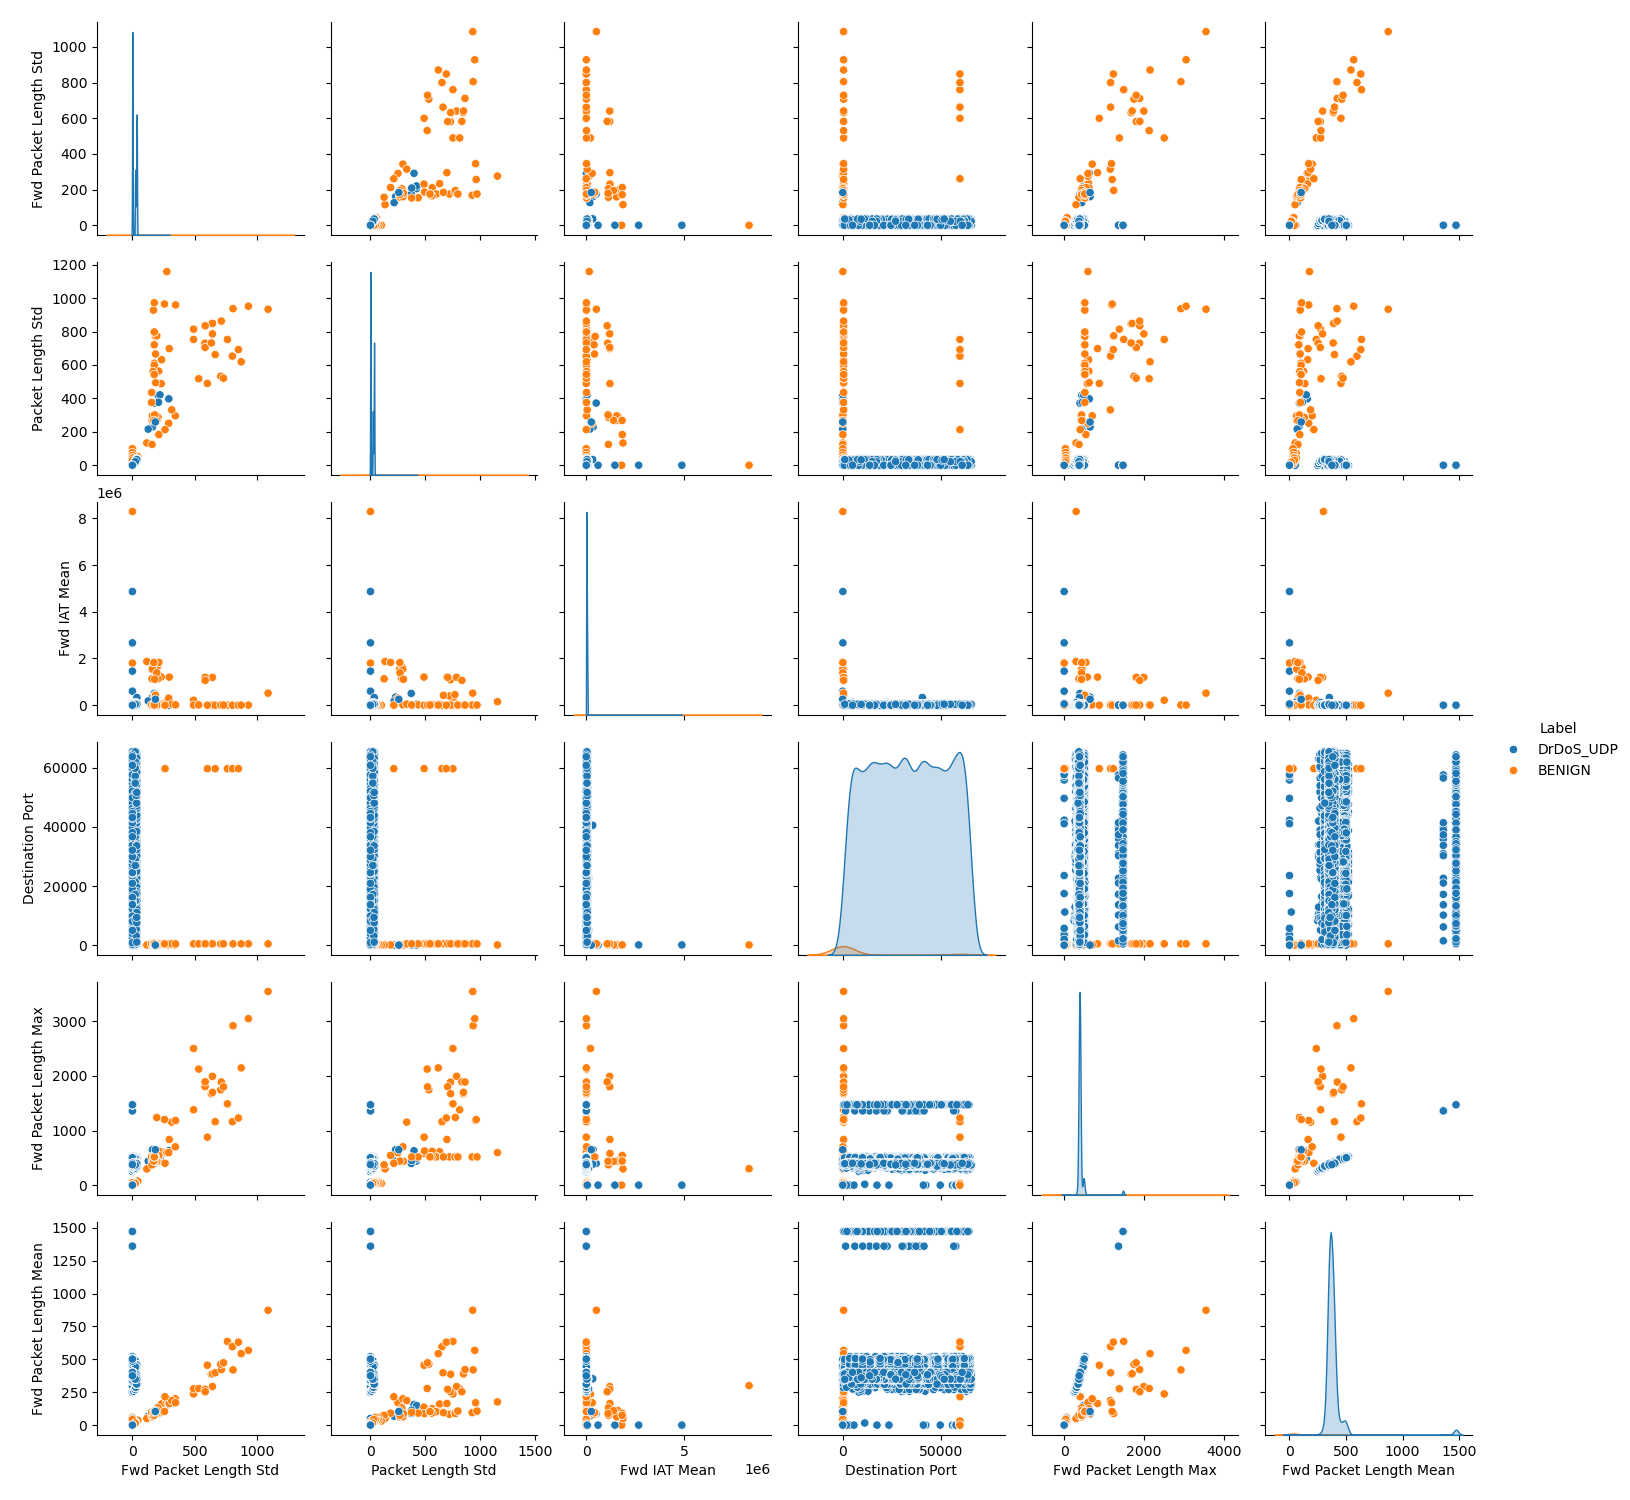 1000
800
600
400
200
0
Fwd Packet Length Std
1200
1000
800
600
400
200
0
Packet Length Std
1e6
8
6
4
2
0
Fwd IAT Mean
Label
DrDoS_UDP
BENIGN
60000
40000
20000
0
Destination Port
3000
2000
1000
0
Fwd Packet Length Max
1500
1250
1000
750
500
250
0
Fwd Packet Length Mean
0 500 1000
0 500 1000 1500
0 5
0 50000
0 2000 4000
0 500 1000 1500
1e6
Fwd Packet Length Std
Packet Length Std
Fwd IAT Mean
Destination Port
Fwd Packet Length Max
Fwd Packet Length Mean